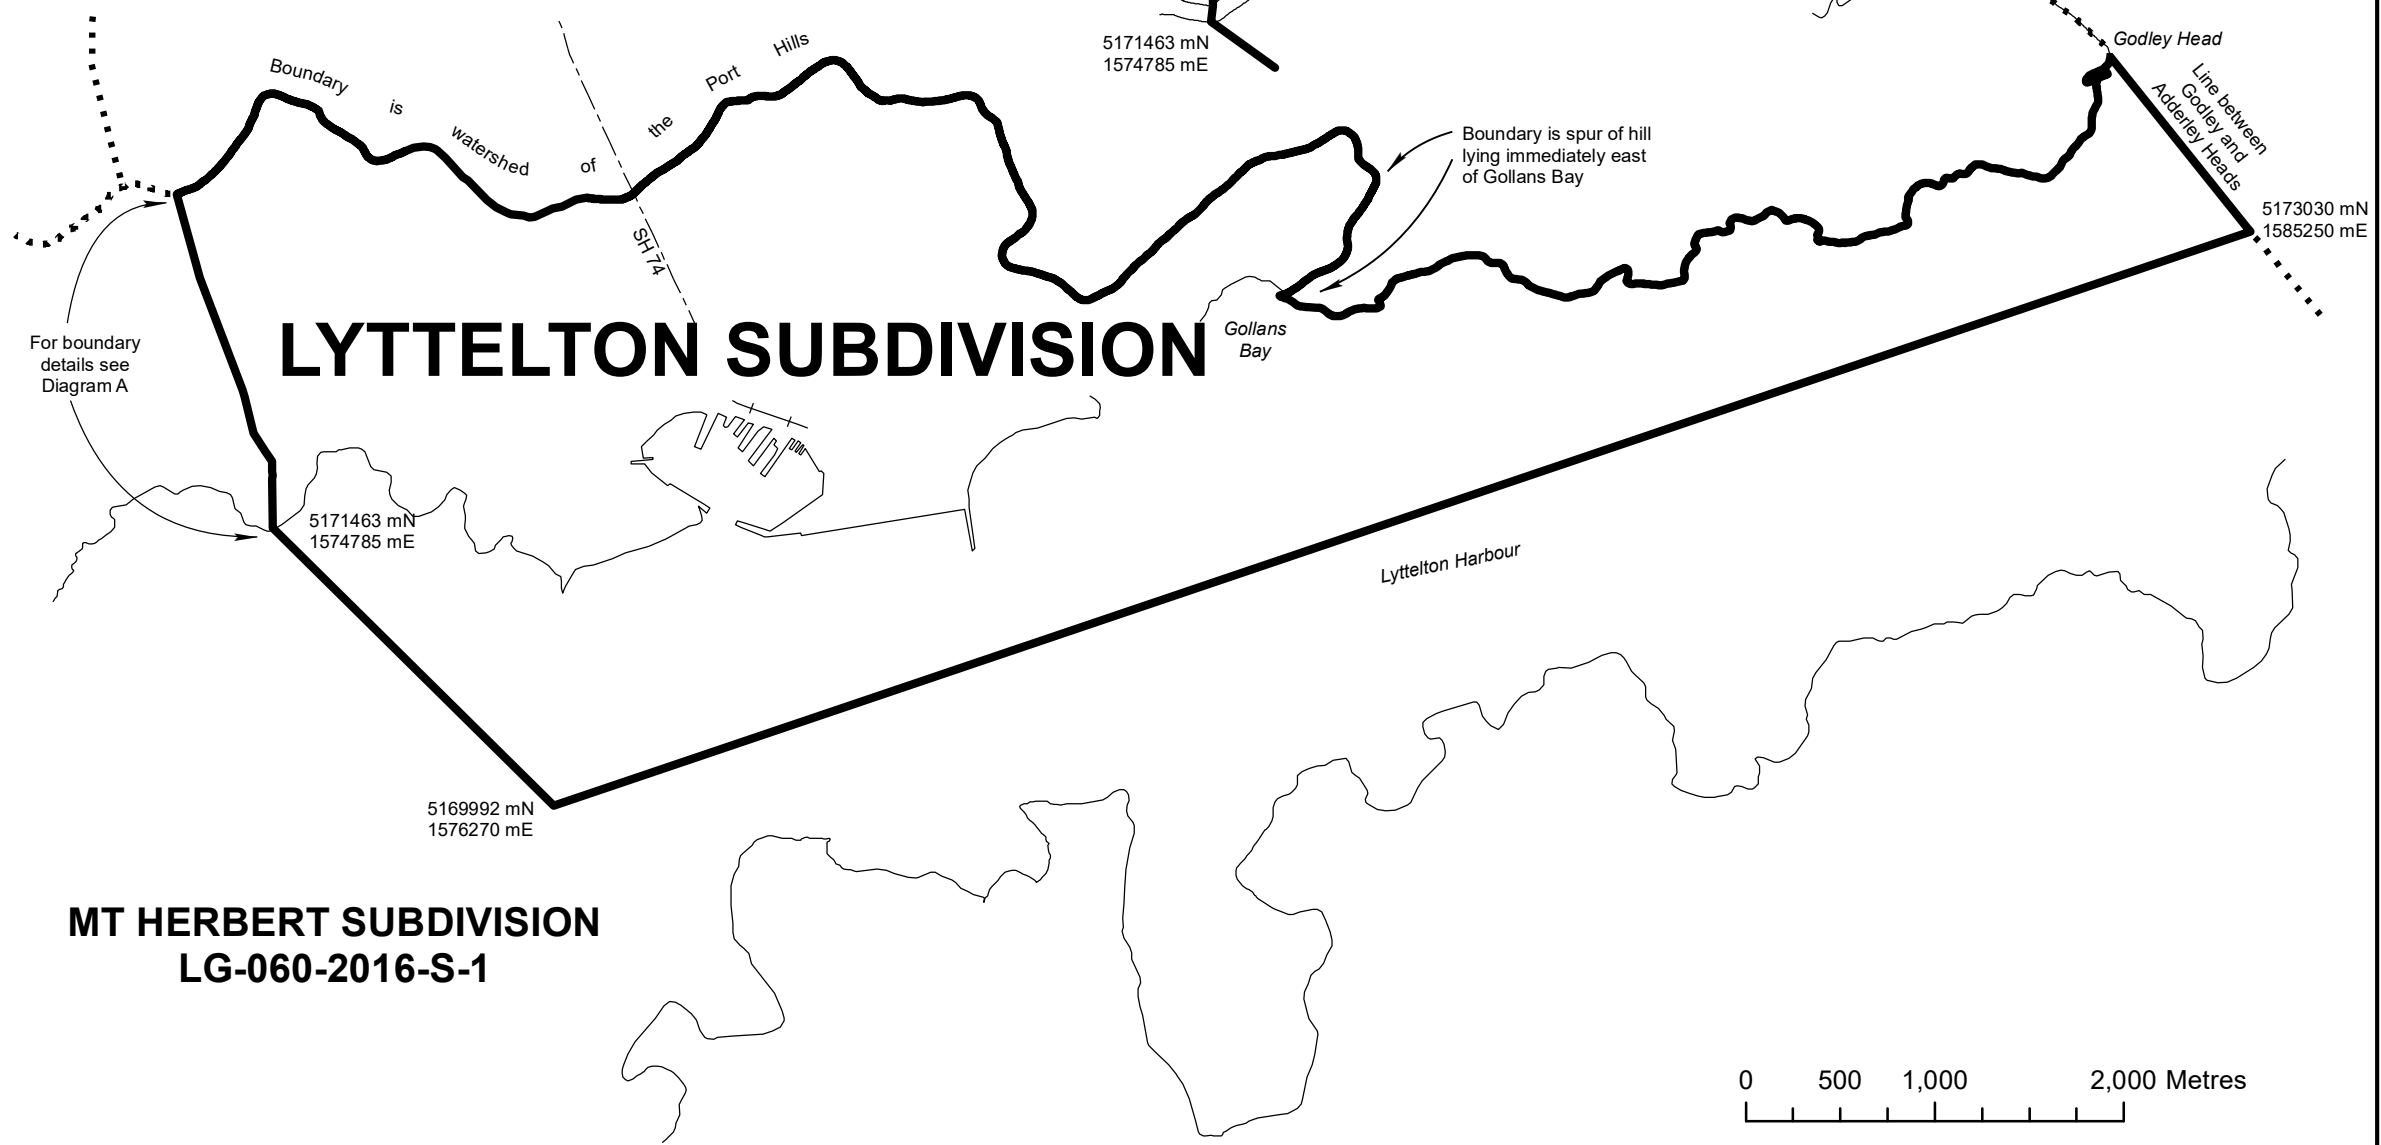 5171463 mN
1574785 mE
Godley Head
Boundary is watershed of the Port Hills
Line between
Godley and
Adderley Heads
Boundary is spur of hill
lying immediately east
of Gollans Bay
5173030 mN
1585250 mE
SH 74
For boundary
details see
Diagram A
LYTTELTON SUBDIVISION
Gollans
Bay
5171463 mN
1574785 mE
Lyttelton Harbour
5169992 mN
1576270 mE
MT HERBERT SUBDIVISION
LG-060-2016-S-1
0 500 1,000 2,000 Metres